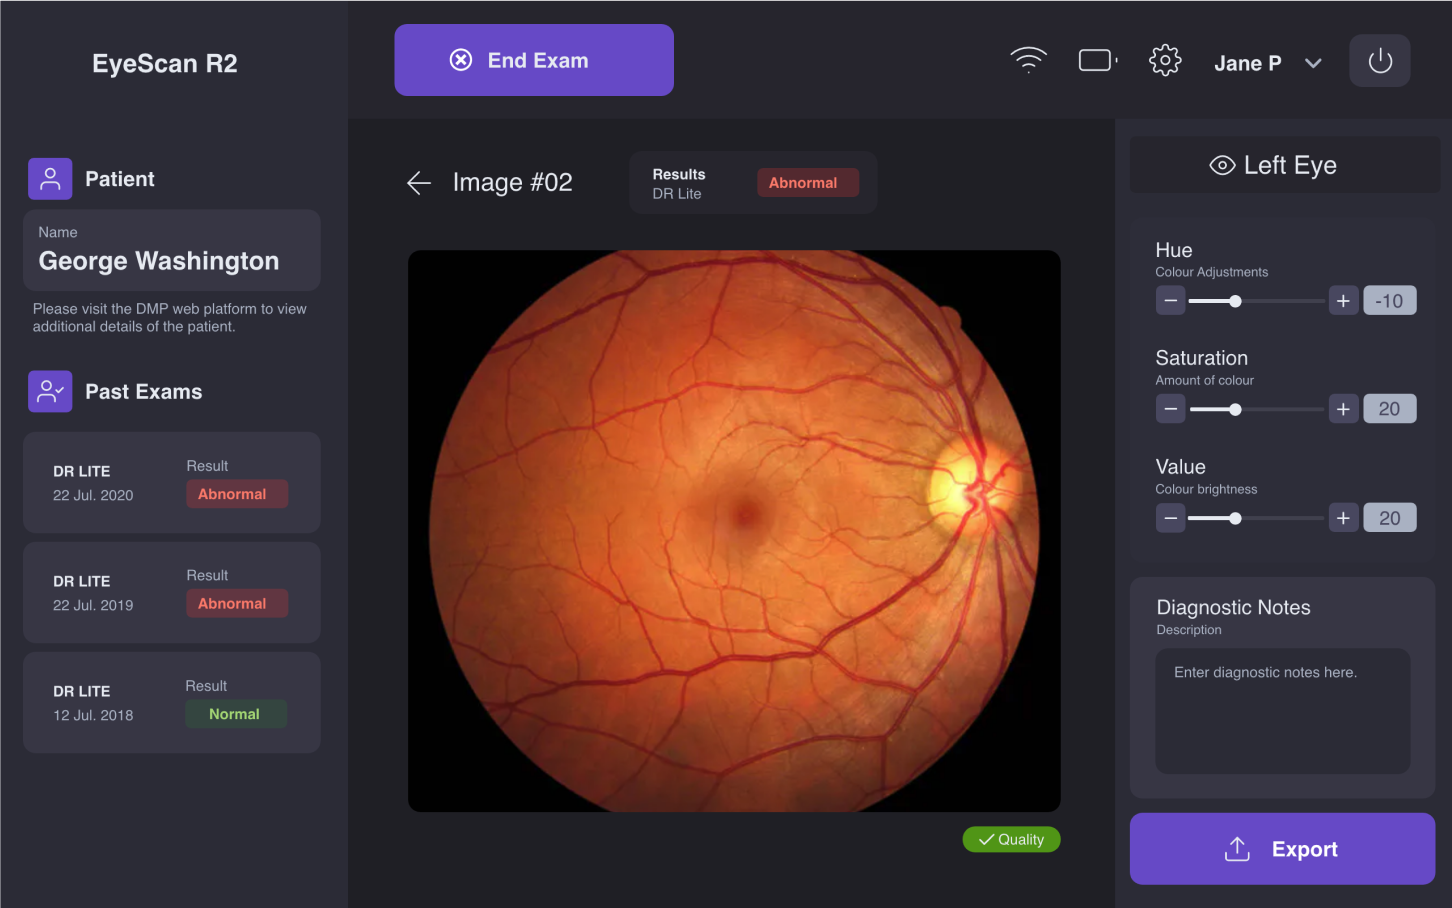 EyeScan R2
End Exam
Jane P
Patient
Name
George Washington
Please visit the DMP web platform to view
additional details of the patient.
Past Exams
DR LITE
22 Jul. 2020
Result
Abnormal
DR LITE
22 Jul. 2019
Result
Abnormal
DR LITE
12 Jul. 2018
Result
Normal
Image #02
Results
DR Lite
Abnormal
Quality
Left Eye
Hue
Colour Adjustments
-10
Saturation
Amount of colour
20
Value
Colour brightness
20
Diagnostic Notes
Description
Enter diagnostic notes here.
Export